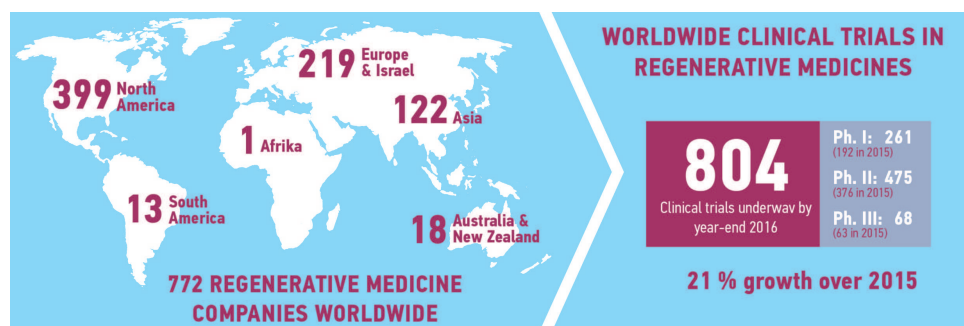 399 North
America
219 Europe
& Israel
122 Asia
1 Afrika
13 South
America
18 Australia &
New Zealand
772 REGENERATIVE MEDICINE
COMPANIES WORLDWIDE
WORLDWIDE CLINICAL TRIALS IN
REGENERATIVE MEDICINES
804
Clinical trials underwav by
year-end 2016
Ph. I: 261
(192 in 2015)
Ph. II: 475
(376 in 2015)
Ph. III: 68
(63 in 2015)
21 % growth over 2015